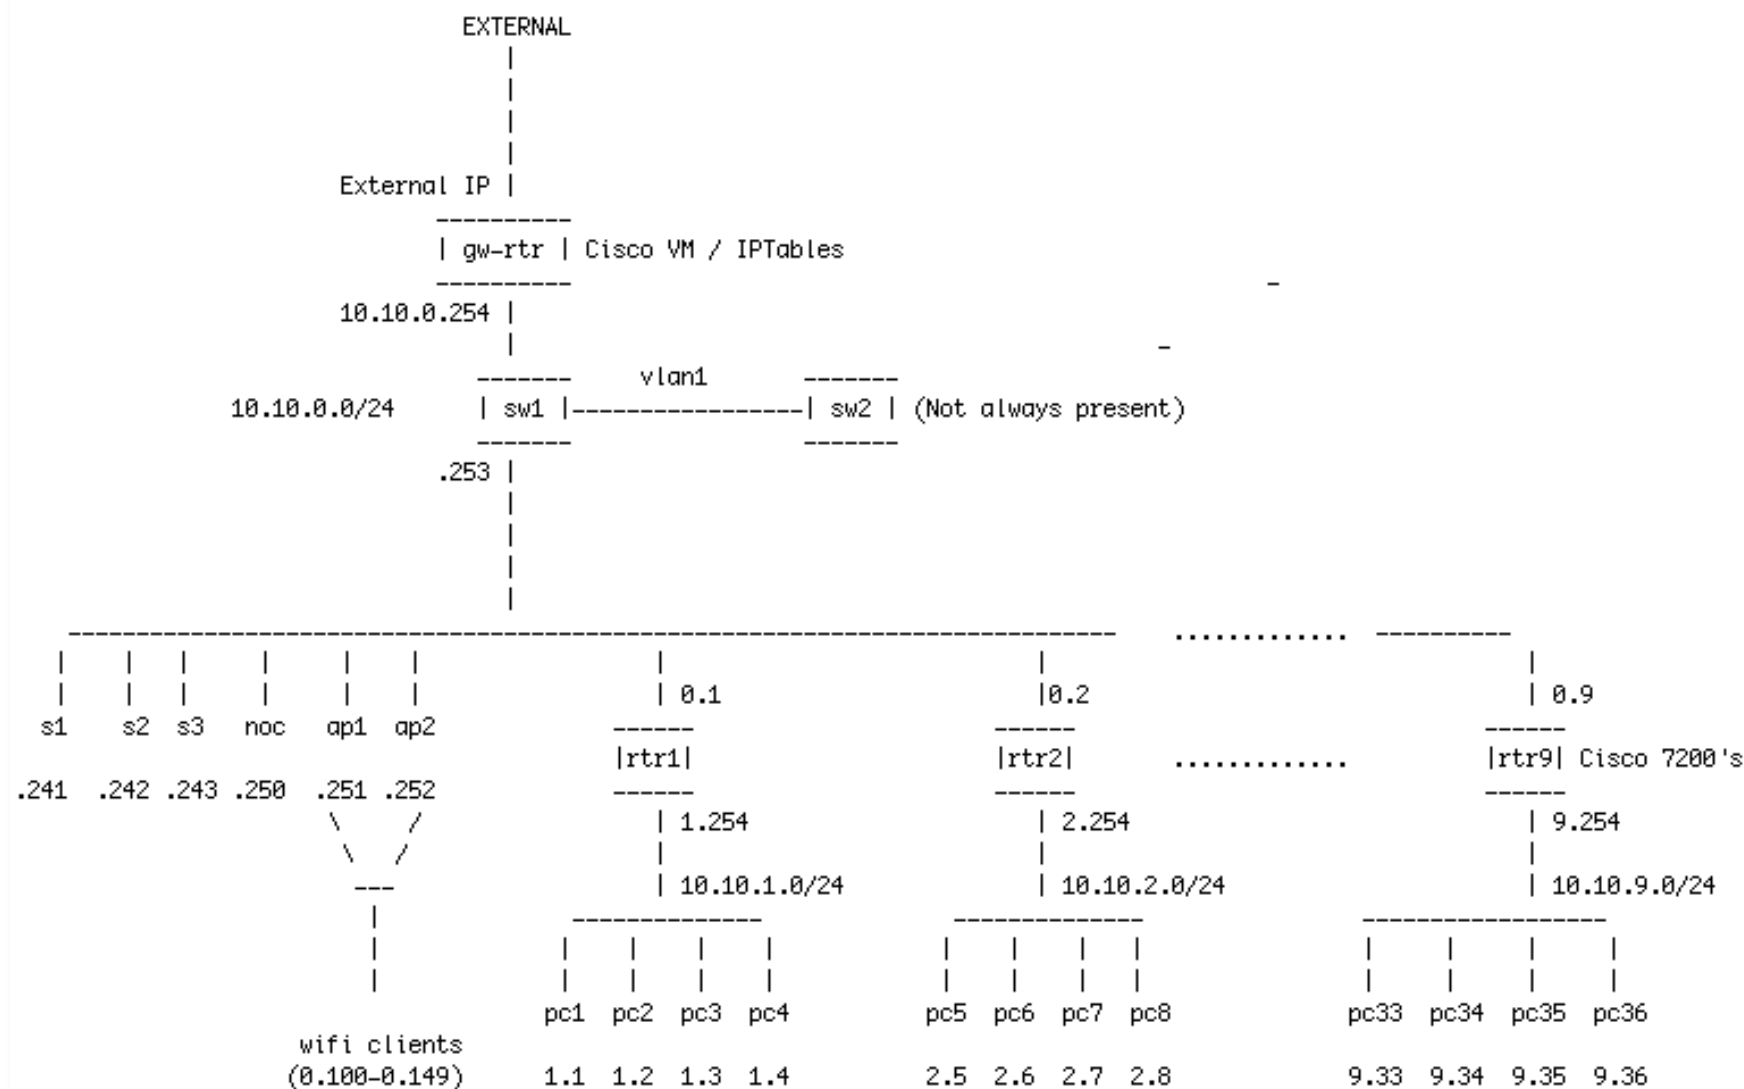 EXTERNAL
External IP
gw-rtr Cisco VM / IPTables
10.10.0.254
vlan1
10.10.0.0/24 sw1 sw2 (Not always present)
.253
.............
0.1 0.2 0.9
s1 s2 s3 noc ap1 ap2
rtr1 rtr2 ............. rtr9 Cisco 7200's
.241 .242 .243 .250 .251 .252
1.254 2.254 9.254
10.10.1.0/24 10.10.2.0/24 10.10.9.0/24
pc1 pc2 pc3 pc4 pc5 pc6 pc7 pc8 pc33 pc34 pc35 pc36
wifi clients
(0.100-0.149) 1.1 1.2 1.3 1.4 2.5 2.6 2.7 2.8 9.33 9.34 9.35 9.36